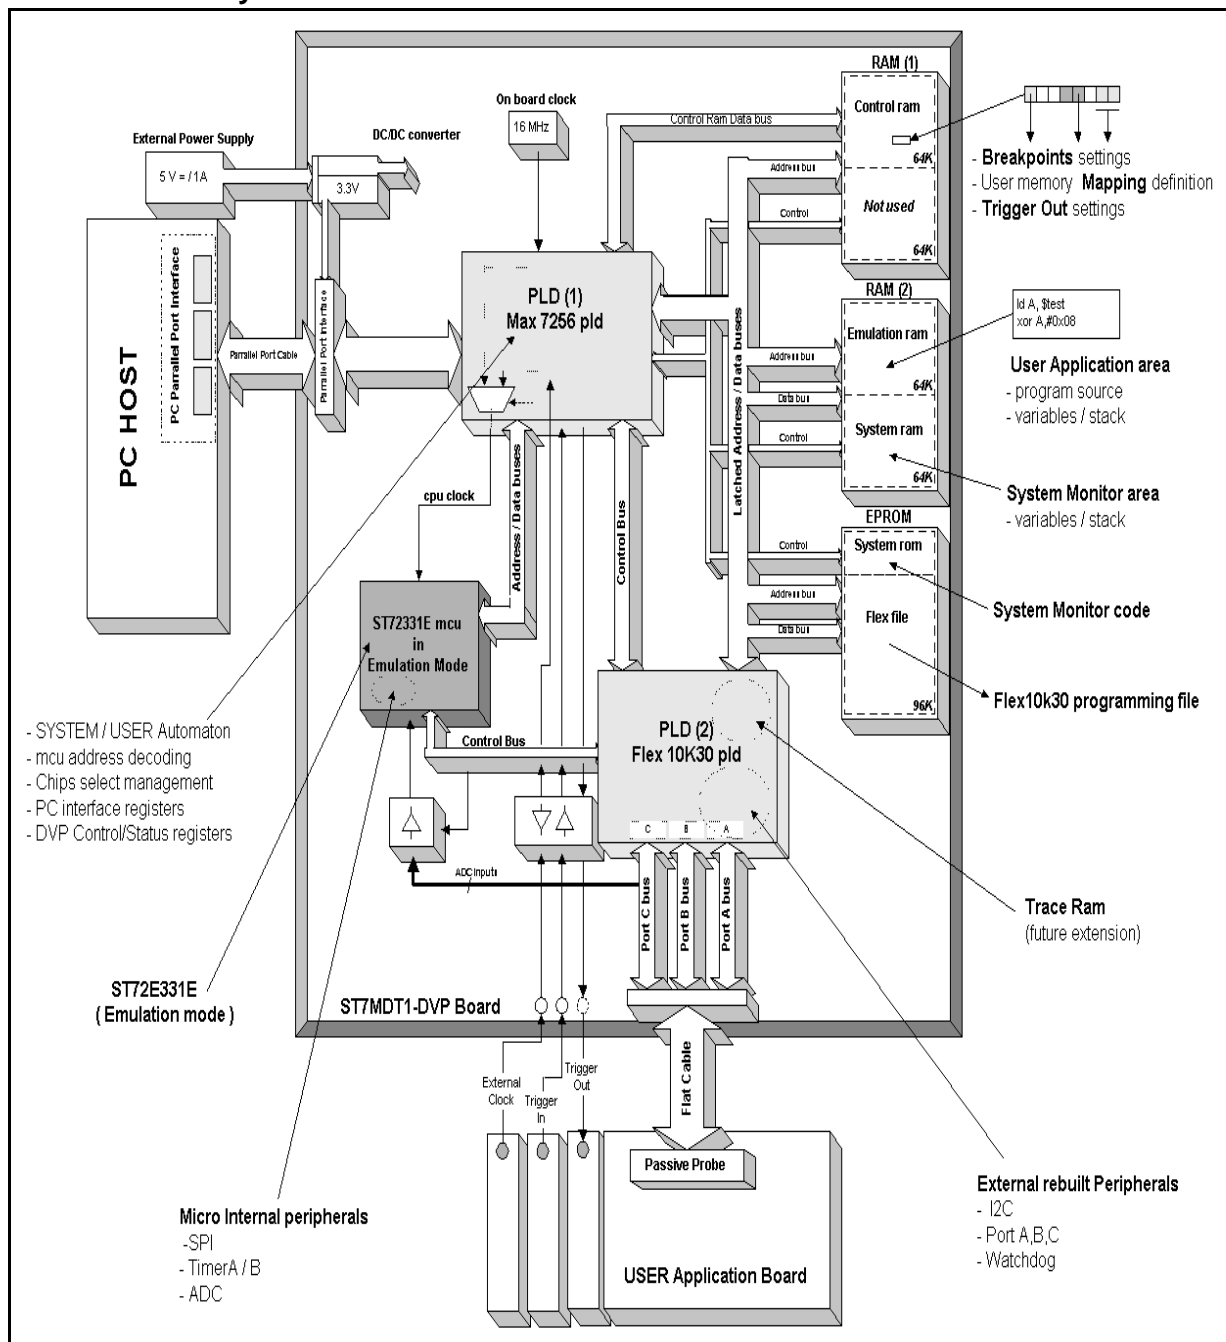 RAM (1)
On board clock
16 MHz
Control ram
Control Ram Data bus
64K
External Power Supply
DC/DC converter
5 V = / 1A
3.3V
Address bus
- Breakpoints settings
- User memory Mapping definition
- Trigger Out settings
Control
Not used
64K
PC HOST
PC Parrallel Port Interface
Parrallel Port Cable
Parrallel Port Interface
PLD (1)
Max 7256 pld
RAM (2)
Emulation ram
ld A, $test
xor A,#0x08
Address bus
User Application area
- program source
- variables / stack
64K
Data bus
System ram
Control
64K
Latched Address / Data buses
System Monitor area
- variables / stack
cpu clock
Address / Data buses
Control Bus
EPROM
System rom
Control
Address bus
System Monitor code
Flex file
Data bus
ST72331E mcu
in
Emulation Mode
Flex10k30 programming file
96K
- SYSTEM / USER Automaton
- mcu address decoding
- Chips select management
- PC interface registers
- DVP Control/Status registers
Control Bus
PLD (2)
Flex 10K30 pld
C
B
A
ADC Inputs
Port C bus
Port B bus
Port A bus
Trace Ram
(future extension)
ST72E331E
( Emulation mode )
ST7MDT1-DVP Board
External
Clock
Trigger
In
Trigger
Out
Flat Cable
Passive Probe
USER Application Board
Micro Internal peripherals
-SPI
- TimerA / B
- ADC
External rebuilt Peripherals
- I2C
- Port A,B,C
- Watchdog